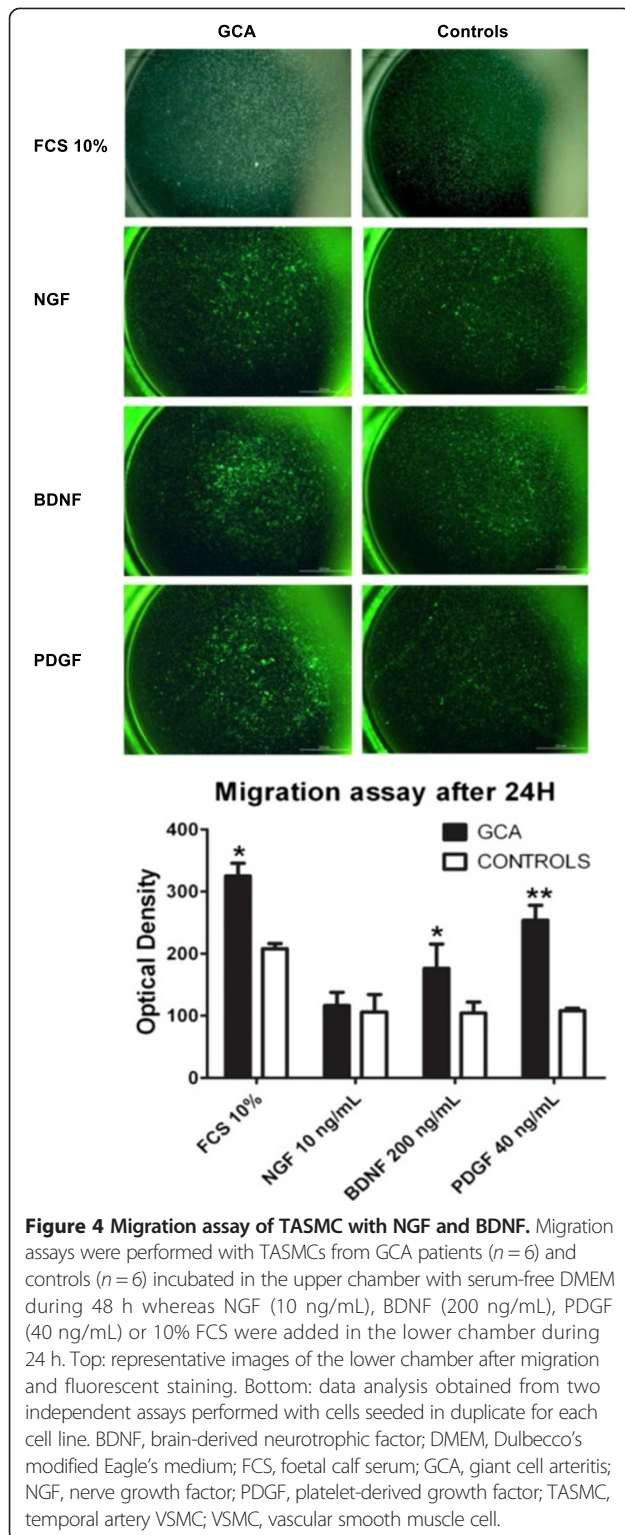 GCA Controls
FCS 10%
NGF
BDNF
PDGF
Migration assay after 24H
400
300
200
100
0
Optical Density
GCA
CONTROLS
*
*
**
FCS 10%
NGF 10 ng/mL
BDNF 200 ng/mL
PDGF 40 ng/mL
Figure 4 Migration assay of TASMC with NGF and BDNF. Migration
assays were performed with TASMCs from GCA patients (n = 6) and
controls (n = 6) incubated in the upper chamber with serum-free DMEM
during 48 h whereas NGF (10 ng/mL), BDNF (200 ng/mL), PDGF
(40 ng/mL) or 10% FCS were added in the lower chamber during
24 h. Top: representative images of the lower chamber after migration
and fluorescent staining. Bottom: data analysis obtained from two
independent assays performed with cells seeded in duplicate for each
cell line. BDNF, brain-derived neurotrophic factor; DMEM, Dulbecco's
modified Eagle's medium; FCS, foetal calf serum; GCA, giant cell arteritis;
NGF, nerve growth factor; PDGF, platelet-derived growth factor; TASMC,
temporal artery VSMC; VSMC, vascular smooth muscle cell.